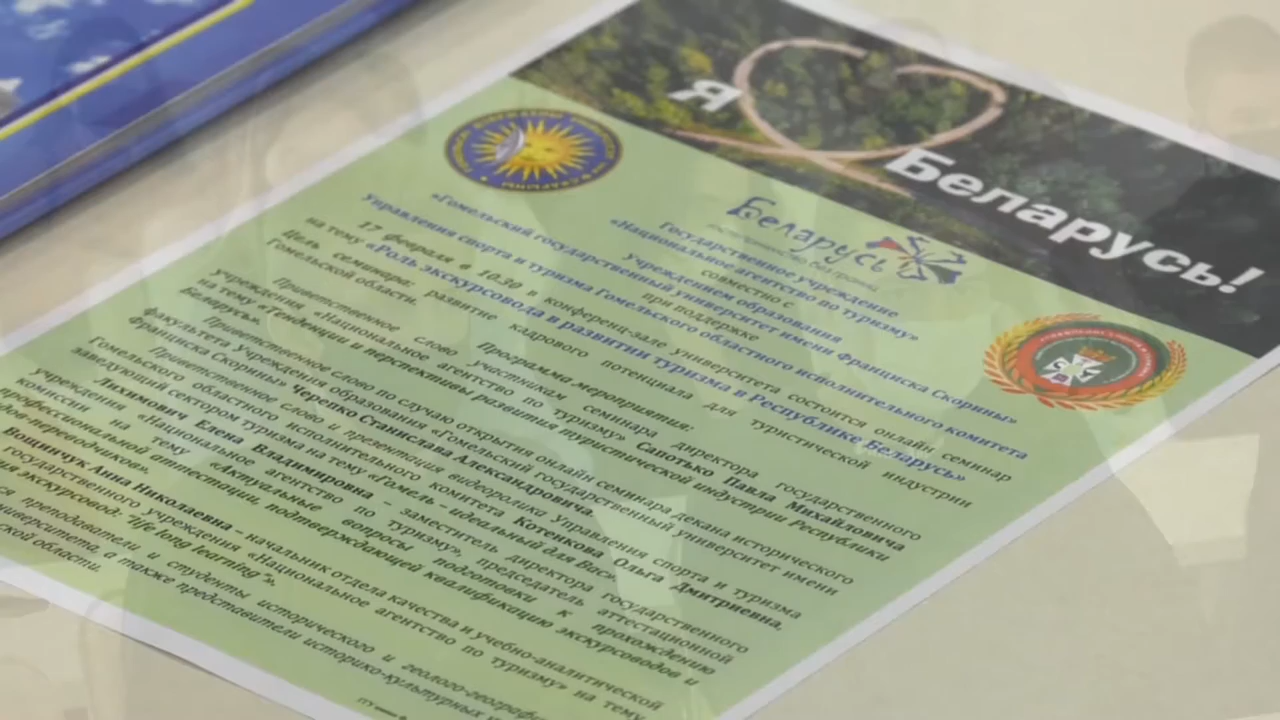 Я
Беларусь!
Беларусь
Государственное учреждение
«Национальное агентство по туризму»
совместно с
учреждением образования
«Гомельский государственный университет имени Франциска Скорины»
при поддержке
Управления спорта и туризма Гомельского областного исполнительного комитета
17 февраля в 10.30 в конференц-зале университета состоится онлайн семинар
на тему «Роль экскурсовода в развитии туризма в Республике Беларусь»
Цель семинара: развитие кадрового потенциала для туристической индустрии
Гомельской области.
Программа мероприятия:
Приветственное слово участникам семинара директора государственного
учреждения «Национальное агентство по туризму» Сапотько Павла Михайловича
на тему «Тенденции и перспективы развития туристической индустрии Республики
Беларусь».
Приветственное слово по случаю открытия онлайн семинара декана исторического
факультета Учреждения образования «Гомельский государственный университет имени
Франциска Скорины» Черепко Станислава Александровича.
Приветственное слово и презентация видеоролика Управления спорта и туризма
Гомельского областного исполнительного комитета Котенкова Ольга Дмитриевна,
заведующий сектором туризма на тему «Гомель – идеальный для Вас».
Лихимович Елена Владимировна – заместитель директора государственного
учреждения «Национальное агентство по туризму», председатель аттестационной
комиссии на тему «Актуальные вопросы подготовки к прохождению
профессиональной аттестации, подтверждающей квалификацию экскурсоводов и
дов-переводчиков».
Вощинчук Анна Николаевна – начальник отдела качества и учебно-аналитической
государственного учреждения «Национальное агентство по туризму» на тему
экскурсовод -"life long learning"».
ся преподаватели и студенты исторического и геолого-географи
университета, а также представители историко-культурных
ской области.